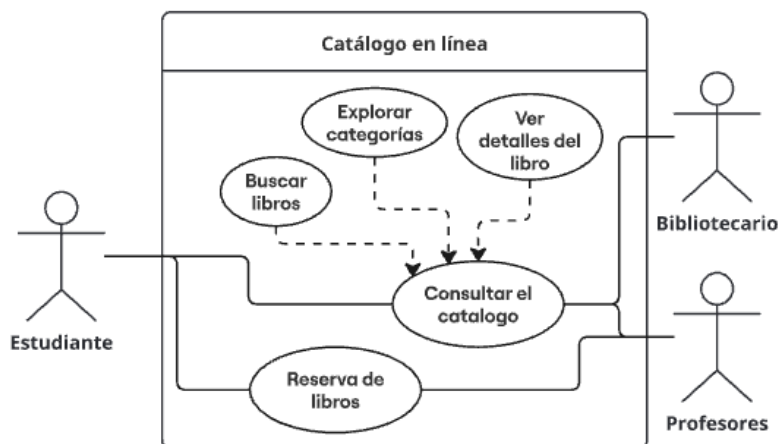 Catálogo en línea
Explorar
categorías
Ver
detalles del
libro
Buscar
libros
Bibliotecario
Consultar el
catalogo
Estudiante
Reserva de
libros
Profesores